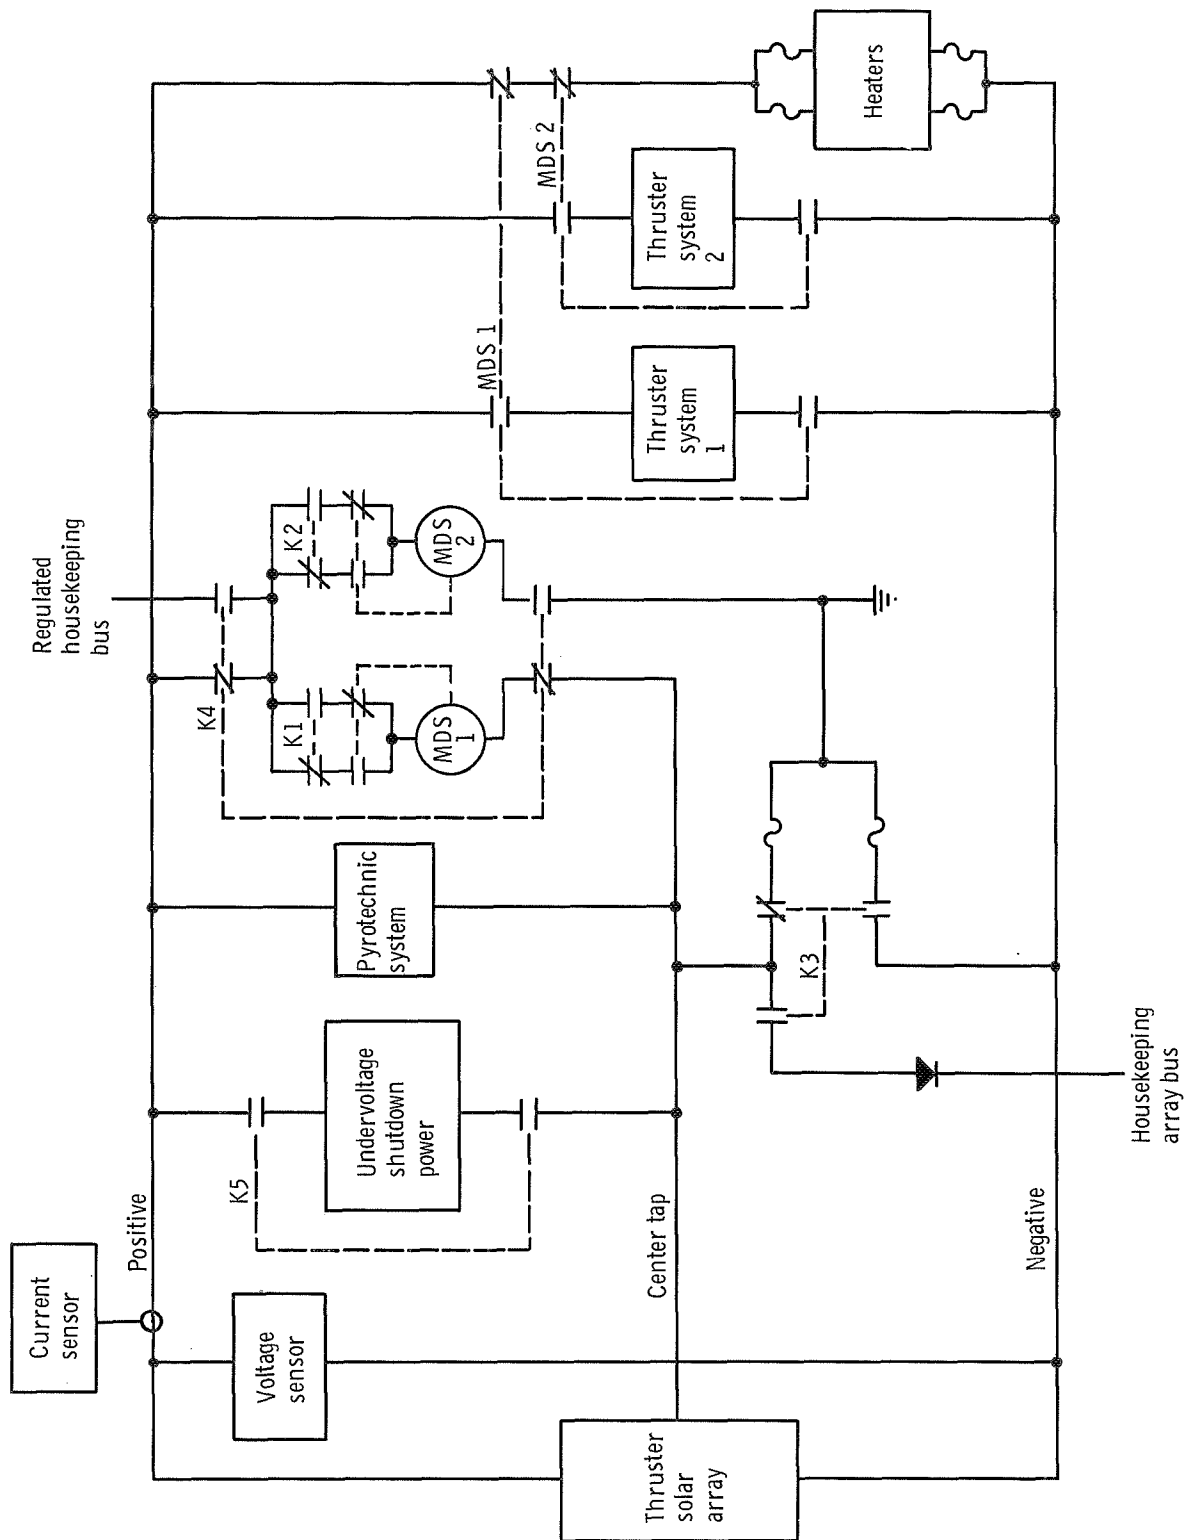 Current
sensor
Positive
Voltage
sensor
Thruster
solar
array
K5
Undervoltage
shutdown
power
Center tap
Negative
Pyrotechnic
system
Housekeeping
array bus
K3
Regulated
housekeeping
bus
K4
K1
K2
MDS
1
MDS
2
MDS 1
MDS 2
Thruster
system
1
Thruster
system
2
Heaters